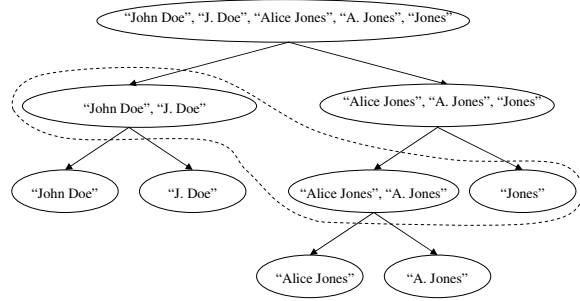 “John Doe”, “J. Doe”, “Alice Jones”, “A. Jones”, “Jones”
“John Doe”, “J. Doe”
“Alice Jones”, “A. Jones”, “Jones”
“John Doe”
“J. Doe”
“Alice Jones”, “A. Jones”
“Jones”
“Alice Jones”
“A. Jones”